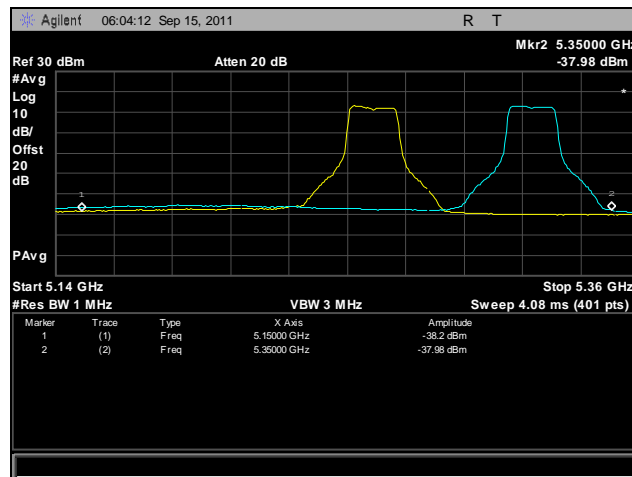 Agilent 06:04:12 Sep 15, 2011 R T
Mkr2 5.35000 GHz
Ref 30 dBm Atten 20 dB -37.98 dBm
#Avg
Log
10
dB/
Offst
20
dB
PAvg
1
2
*
Start 5.14 GHz Stop 5.36 GHz
#Res BW 1 MHz VBW 3 MHz Sweep 4.08 ms (401 pts)
Marker Trace Type X Axis Amplitude
1 (1) Freq 5.15000 GHz -38.2 dBm
2 (2) Freq 5.35000 GHz -37.98 dBm